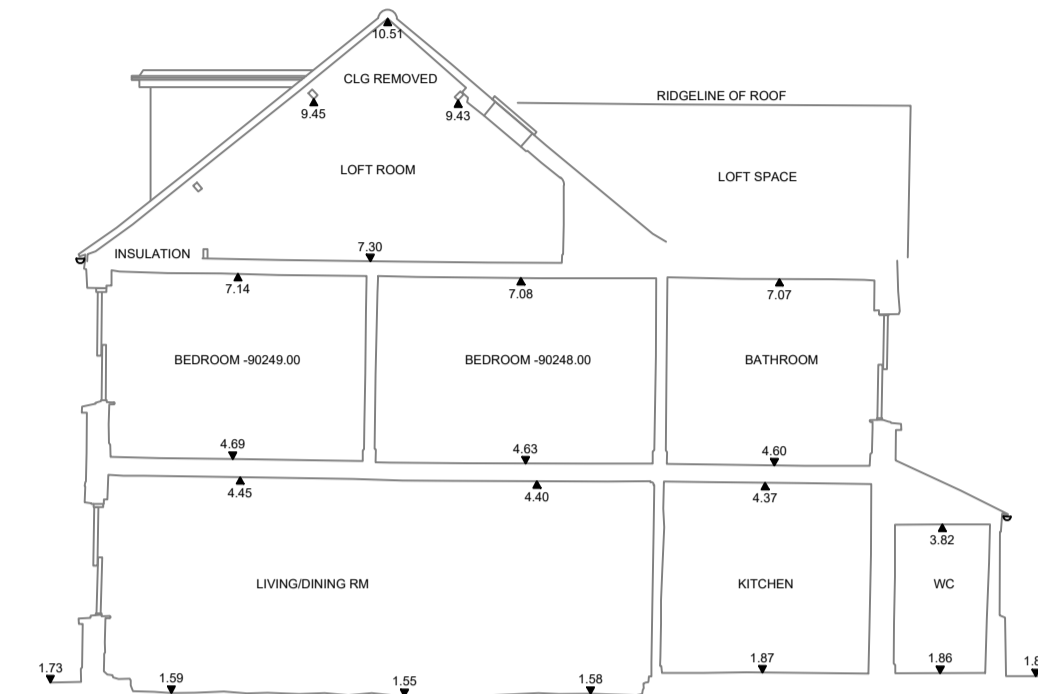 10.51
CLG REMOVED
RIDGELINE OF ROOF
9.45
9.43
LOFT ROOM
LOFT SPACE
INSULATION
7.30
7.14
7.08
7.07
BEDROOM -90249.00
BEDROOM -90248.00
BATHROOM
4.69
4.63
4.60
4.45
4.40
4.37
3.82
LIVING/DINING RM
KITCHEN
WC
1.73
1.59
1.55
1.58
1.87
1.86